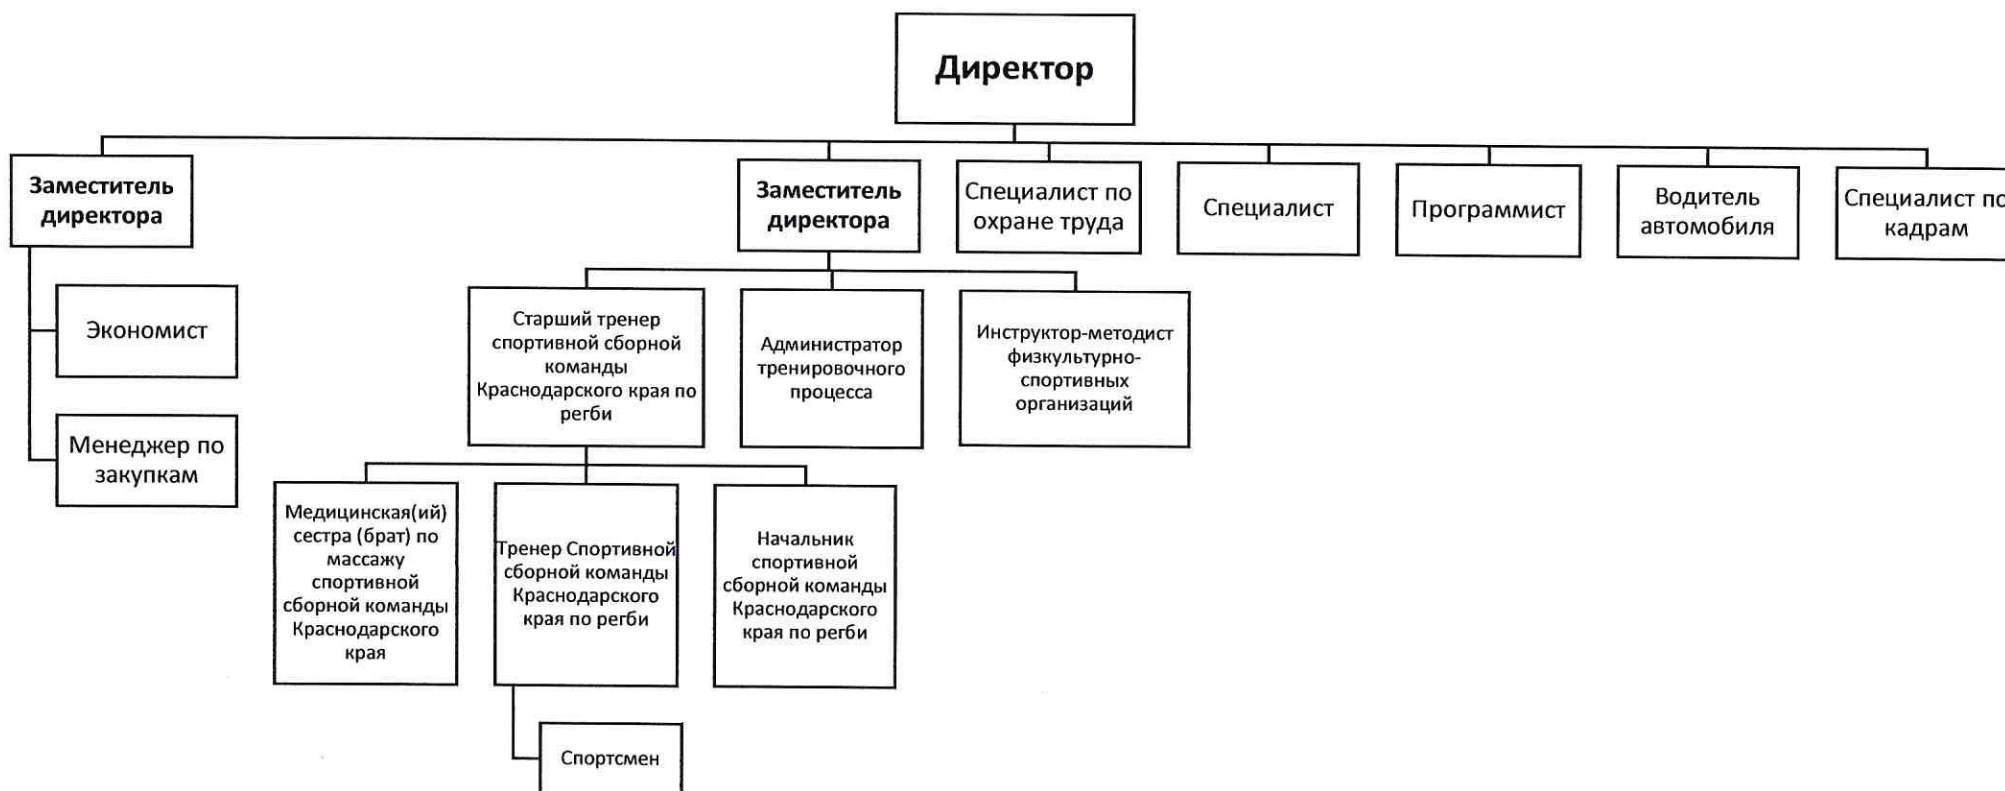 Директор
Заместитель
директора
Заместитель
директора
Специалист по
охране труда
Специалист
Программист
Водитель
автомобиля
Специалист по
кадрам
Экономист
Менеджер по
закупкам
Старший тренер
спортивной сборной
команды
Краснодарского края по
регби
Администратор
тренировочного
процесса
Инструктор-методист
физкультурно-
спортивных
организаций
Медицинская(ий)
сестра (брат) по
массажу
спортивной
сборной команды
Краснодарского
края
Тренер Спортивной
сборной команды
Краснодарского
края по регби
Начальник
спортивной
сборной команды
Краснодарского
края по регби
Спортсмен